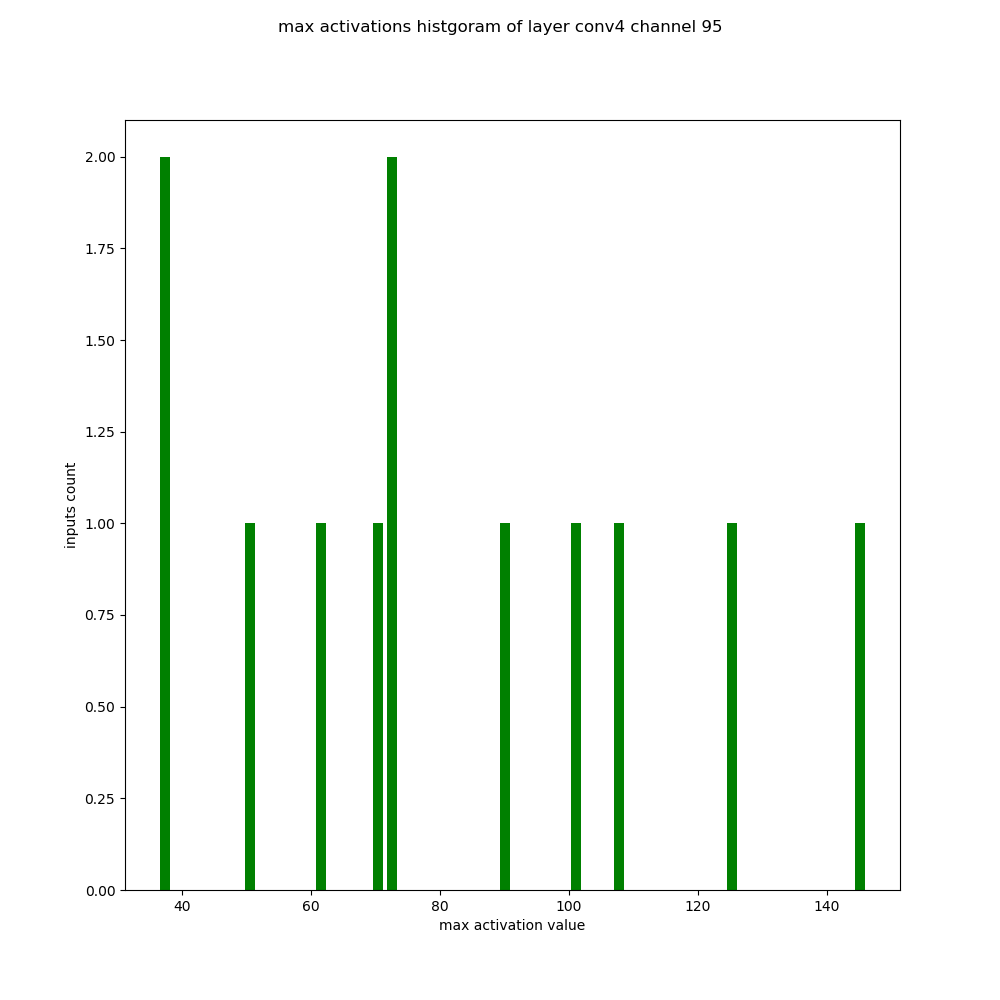 max activations histgoram of layer conv4 channel 95
2.00
1.75
1.50
1.25
1.00
0.75
0.50
0.25
0.00
inputs count
40 60 80 100 120 140
max activation value